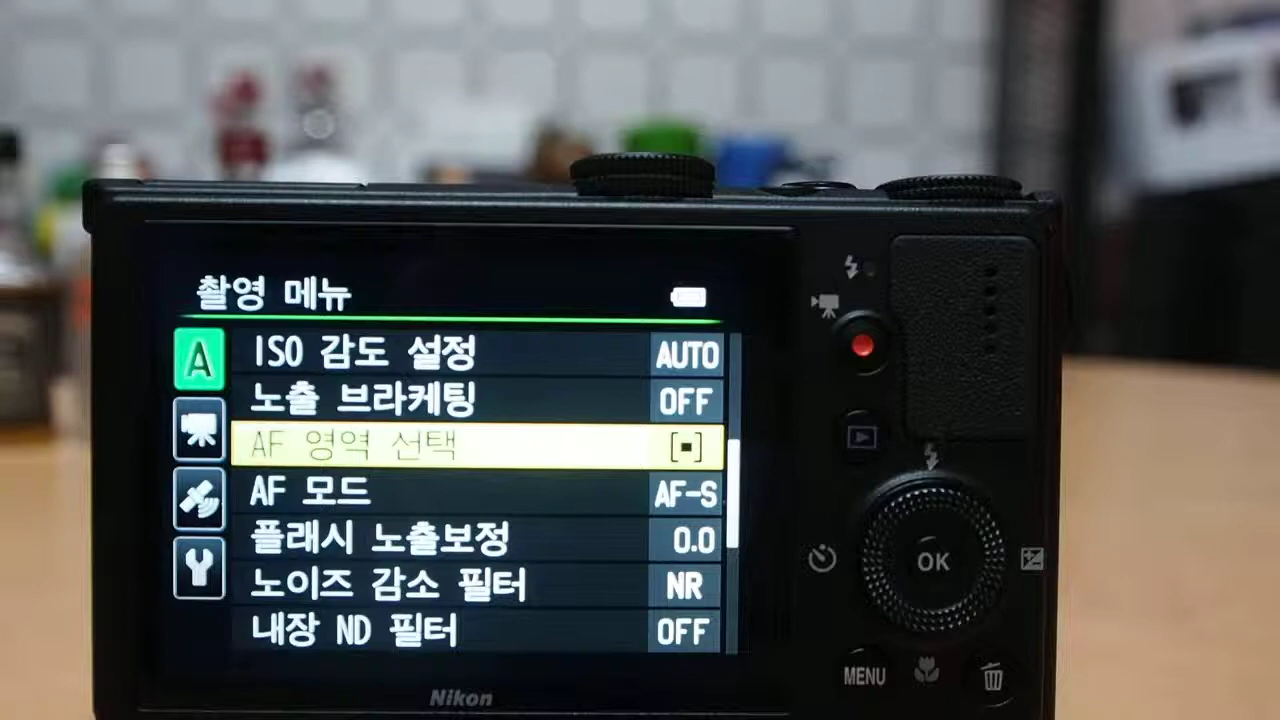 촬영 메뉴
A
ISO 감도 설정 AUTO
노출 브라케팅 OFF
AF 영역 선택
AF 모드 AF-S
플래시 노출보정 0.0
노이즈 감소 필터 NR
내장 ND 필터 OFF
OK
MENU
Nikon